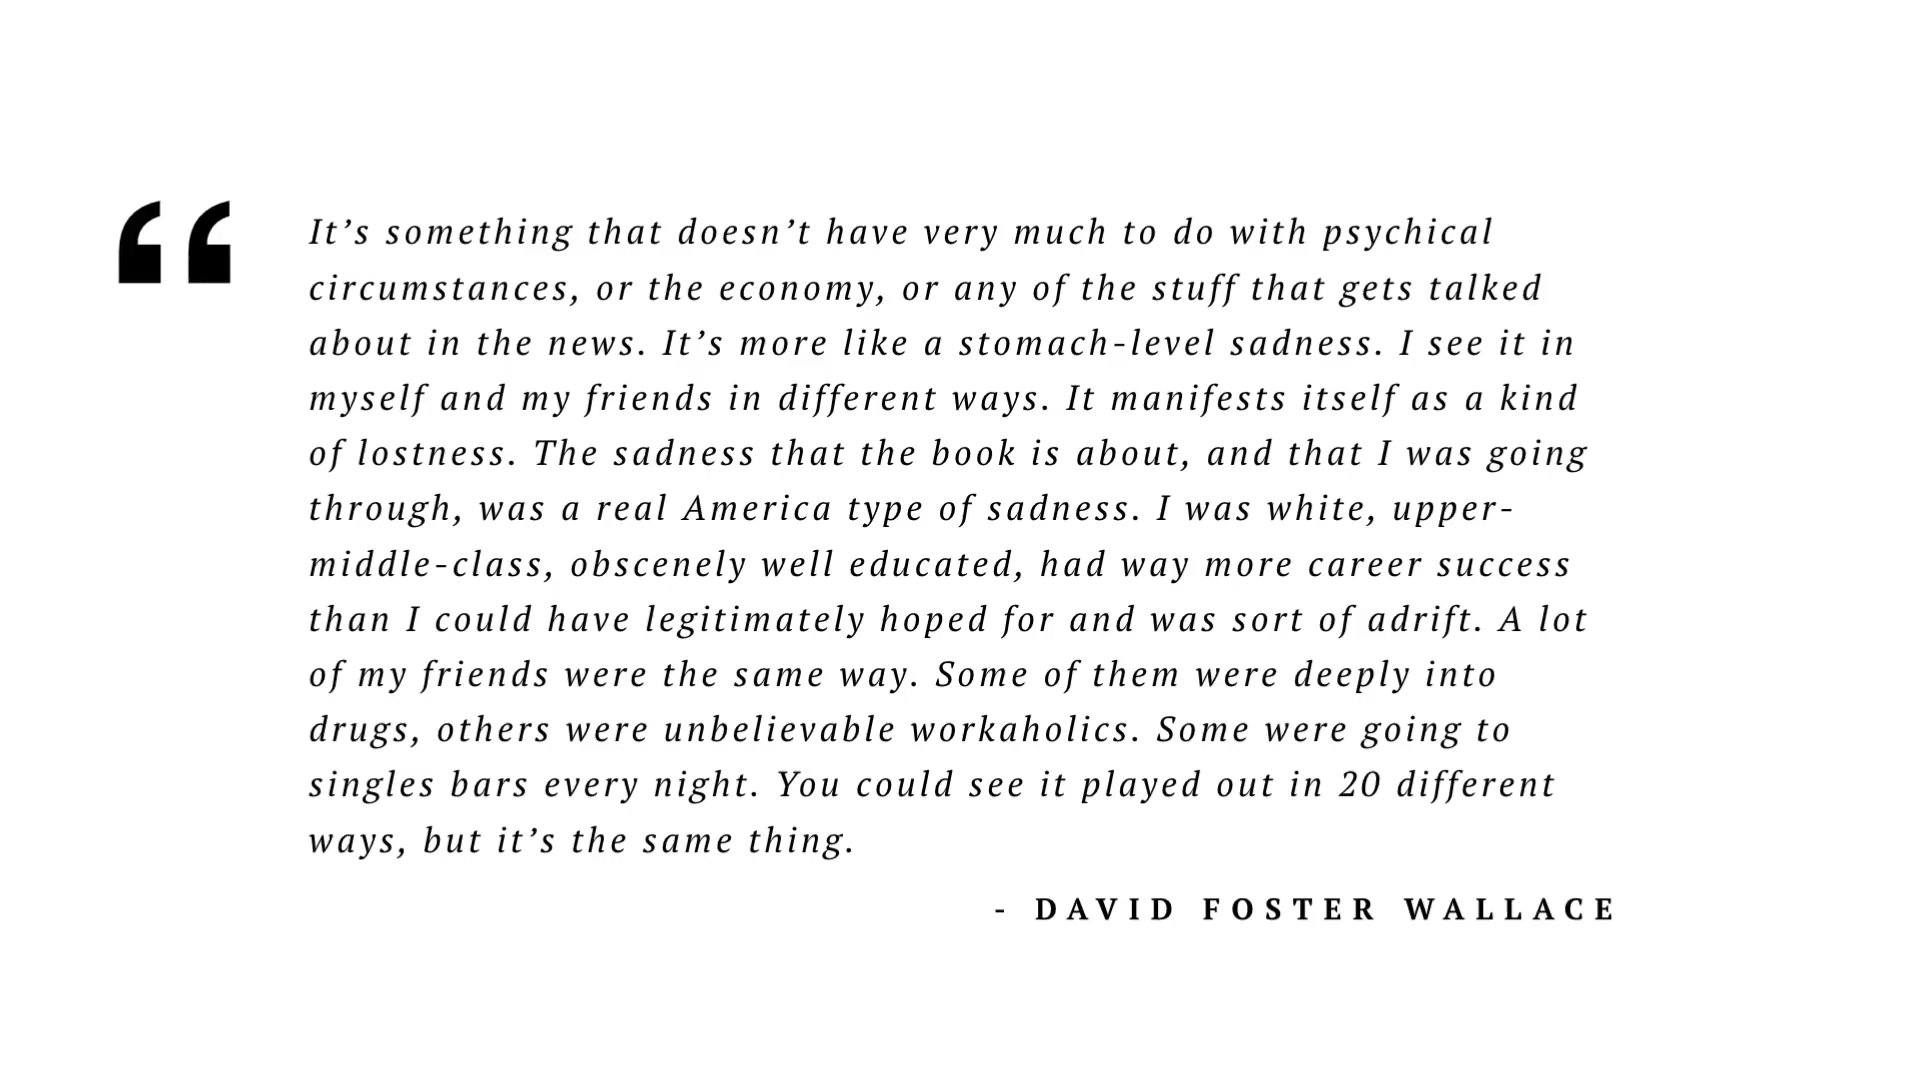 “
It’s something that doesn’t have very much to do with psychical
circumstances, or the economy, or any of the stuff that gets talked
about in the news. It’s more like a stomach-level sadness. I see it in
myself and my friends in different ways. It manifests itself as a kind
of lostness. The sadness that the book is about, and that I was going
through, was a real America type of sadness. I was white, upper-
middle-class, obscenely well educated, had way more career success
than I could have legitimately hoped for and was sort of adrift. A lot
of my friends were the same way. Some of them were deeply into
drugs, others were unbelievable workaholics. Some were going to
singles bars every night. You could see it played out in 20 different
ways, but it’s the same thing.
- DAVID FOSTER WALLACE